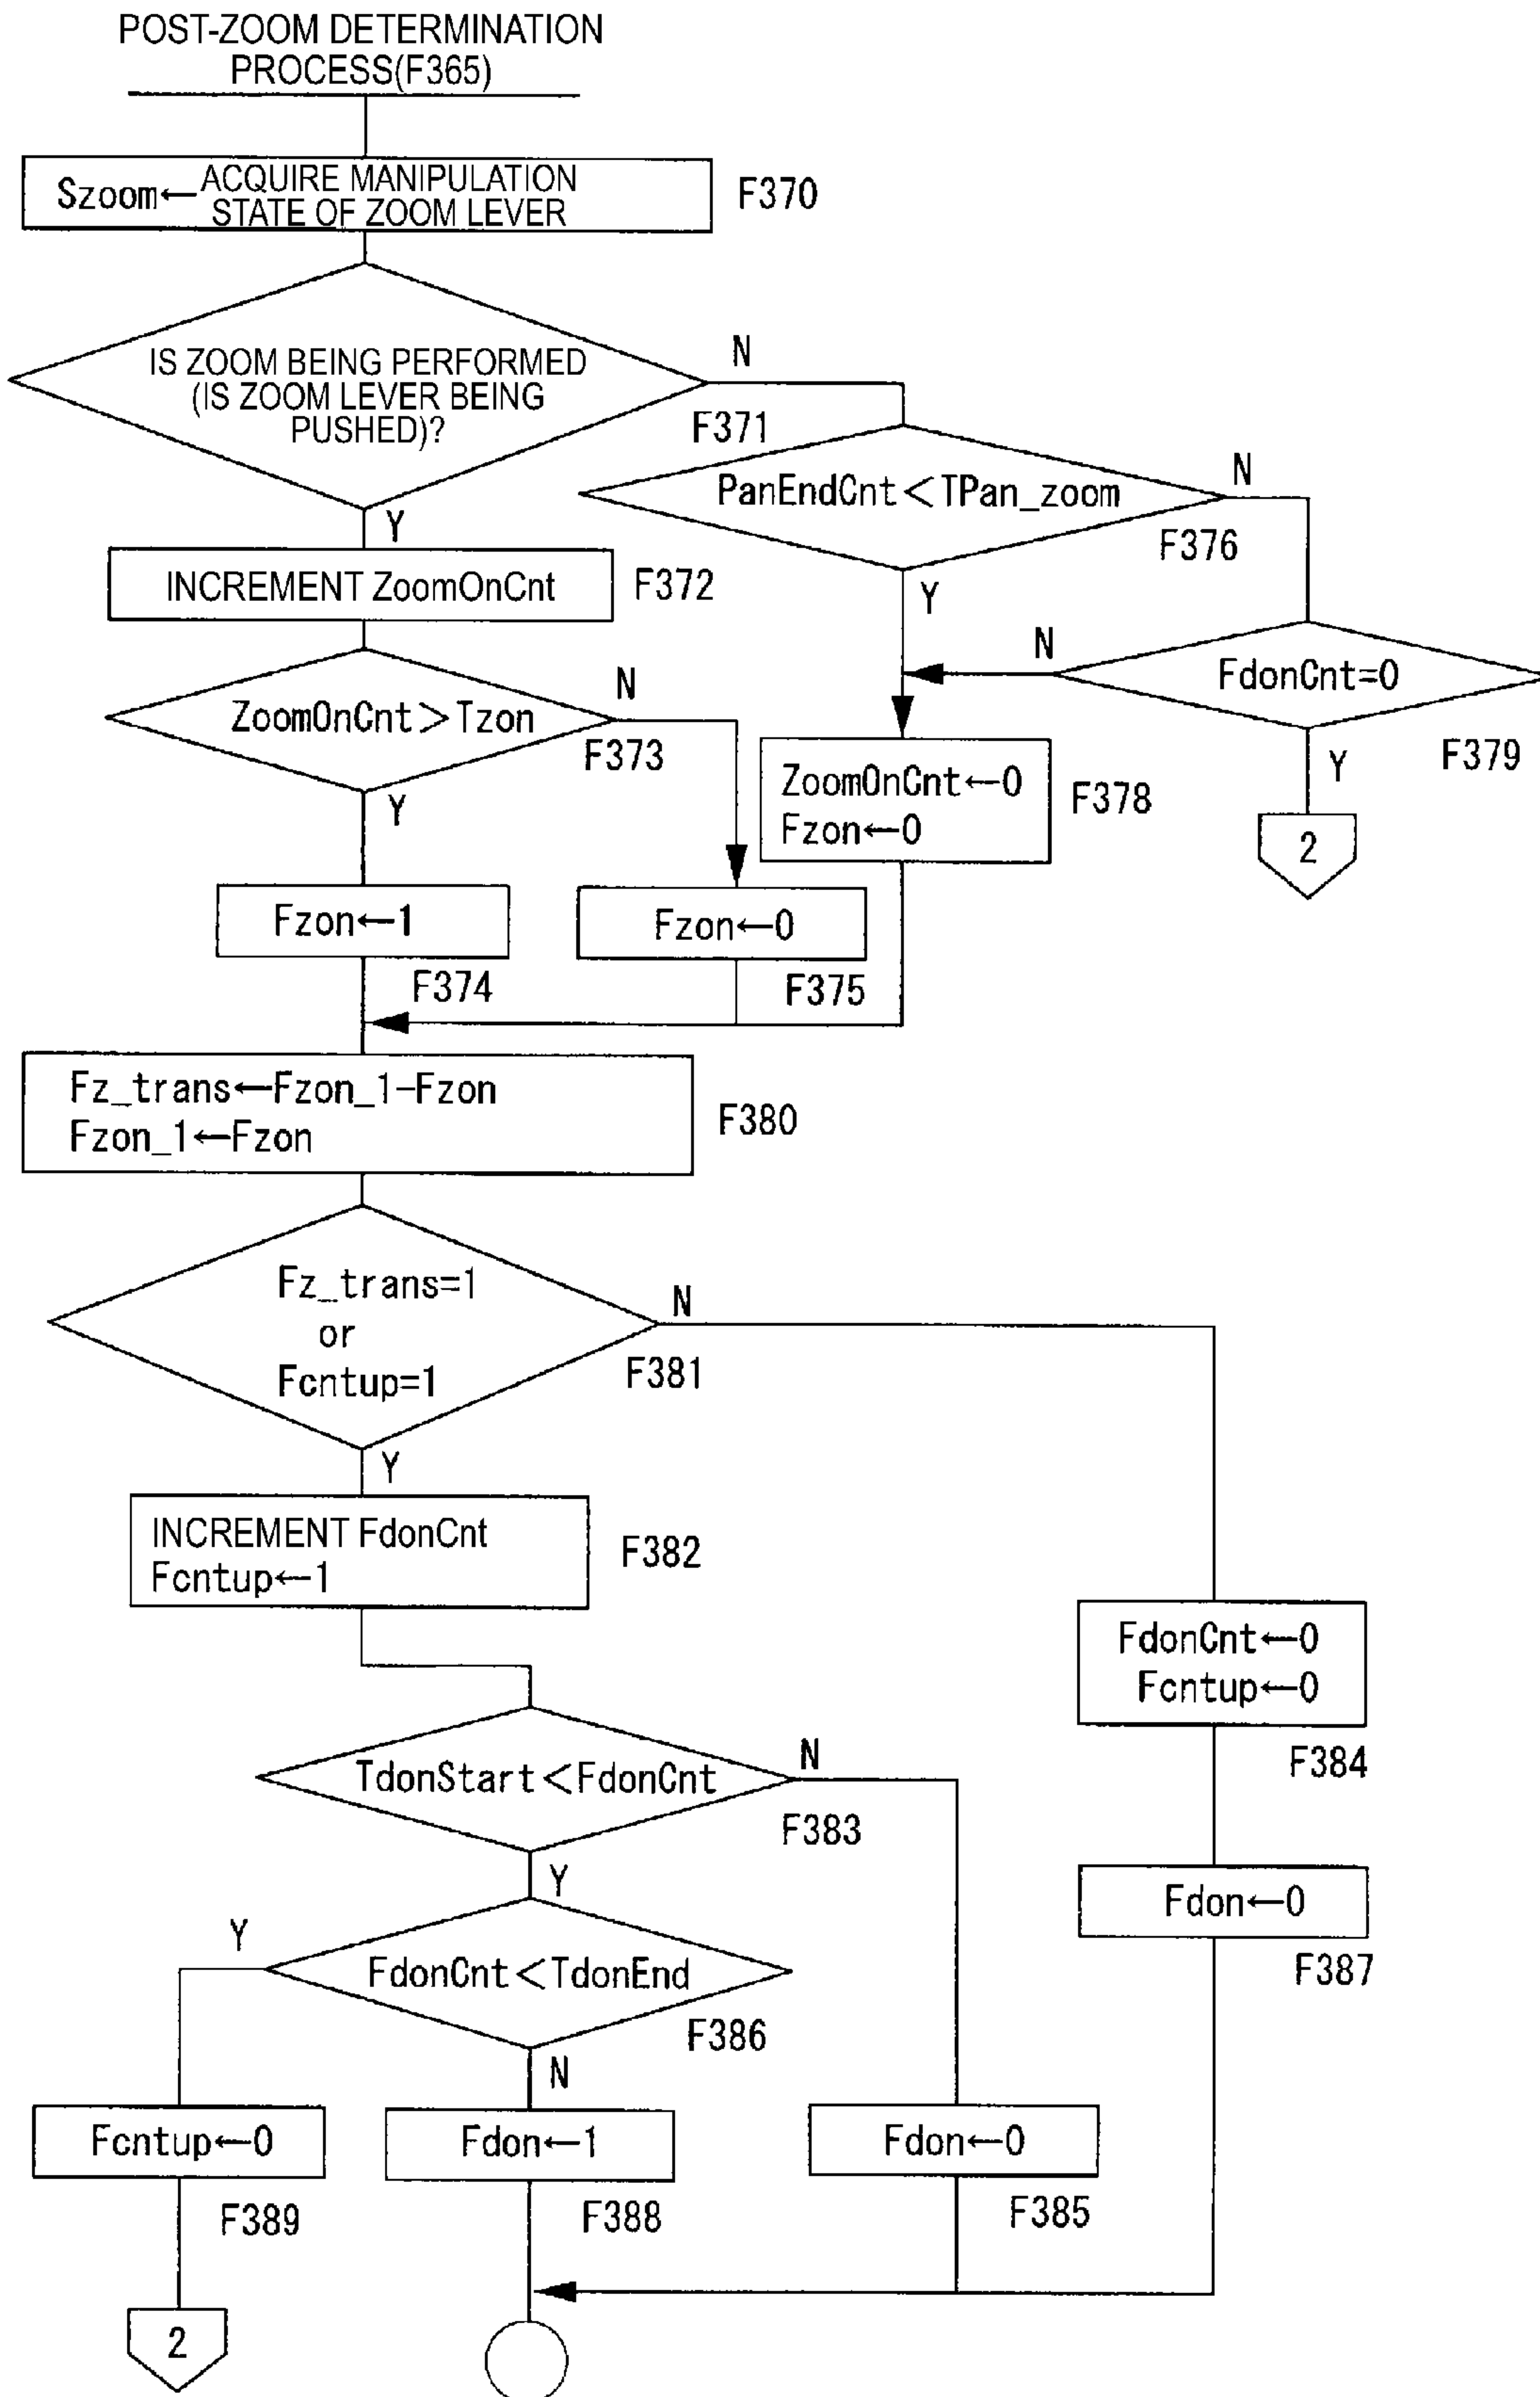 POST-ZOOM DETERMINATION
PROCESS(F365)
Szoom←ACQUIRE MANIPULATION
STATE OF ZOOM LEVER
F370
IS ZOOM BEING PERFORMED
(IS ZOOM LEVER BEING
PUSHED)?
N
F371
Y
PanEndCnt<TPan_zoom
N
F376
Y
INCREMENT ZoomOnCnt
F372
N
FdonCnt=0
F379
Y
2
ZoomOnCnt>Tzon
N
F373
Y
ZoomOnCnt←0
Fzon←0
F378
Fzon←1
F374
Fzon←0
F375
Fz_trans←Fzon_1-Fzon
Fzon_1←Fzon
F380
Fz_trans=1
or
Fcntup=1
N
F381
Y
INCREMENT FdonCnt
Fcntup←1
F382
FdonCnt←0
Fcntup←0
F384
TdonStart<FdonCnt
N
F383
Y
Fdon←0
F387
Y
FdonCnt<TdonEnd
F386
N
Fcntup←0
F389
Fdon←1
F388
Fdon←0
F385
2